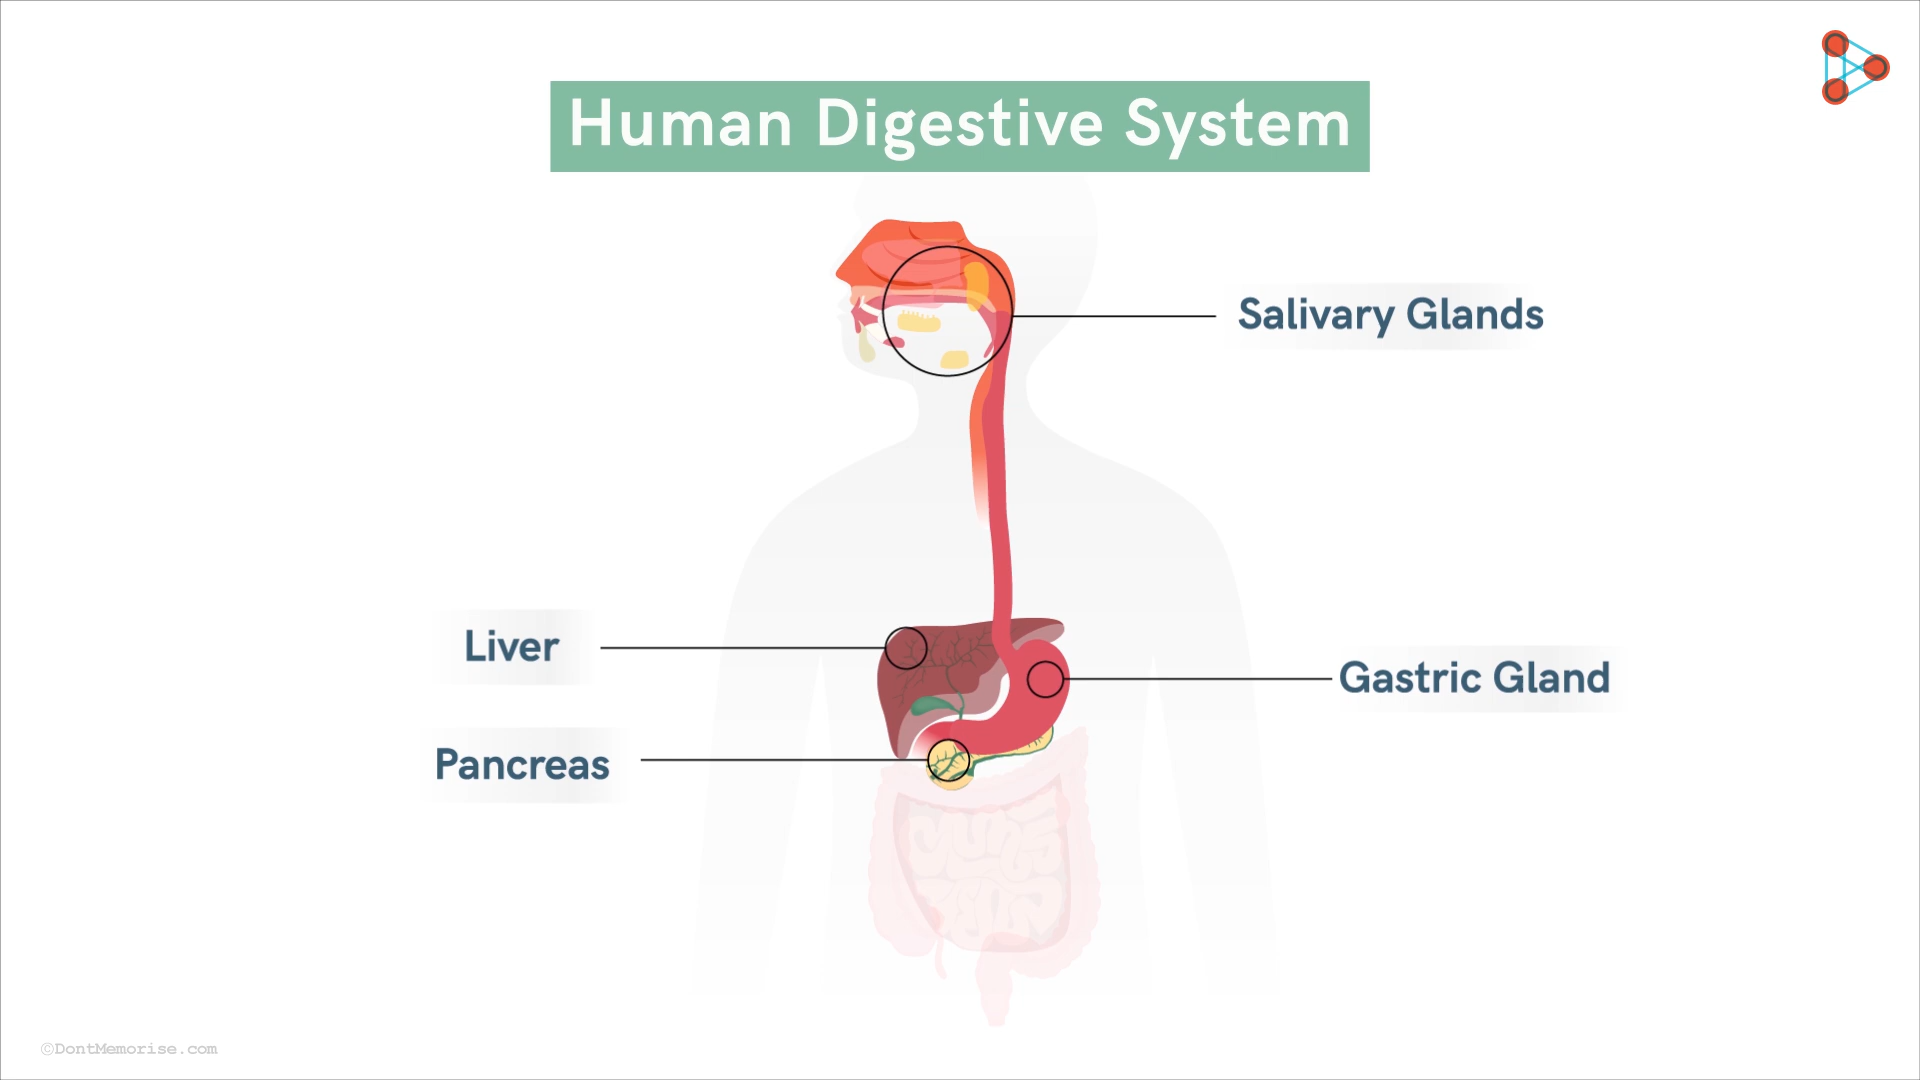 Human Digestive System
Salivary Glands
Liver
Gastric Gland
Pancreas
©DontMemorise.com